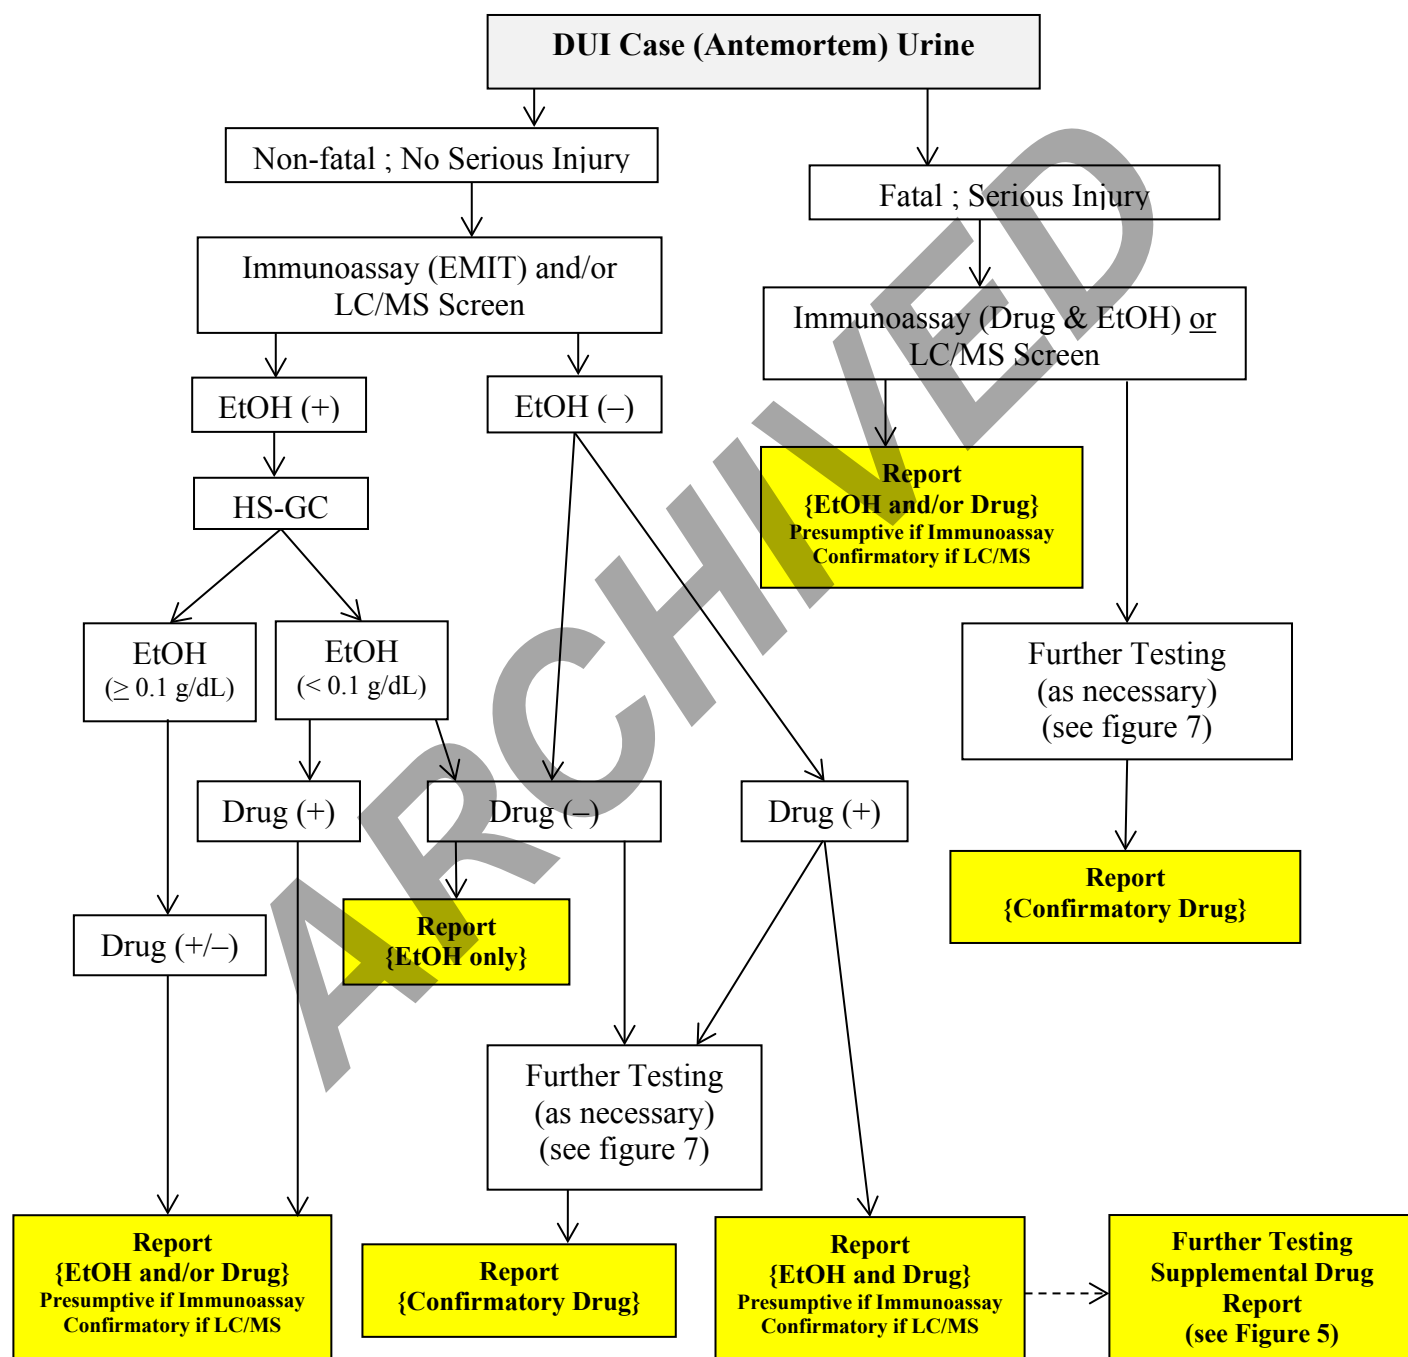 DUI Case (Antemortem) Urine
Non-fatal ; No Serious Injury
Fatal ; Serious Injury
Immunoassay (EMIT) and/or
LC/MS Screen
Immunoassay (Drug & EtOH) or
LC/MS Screen
EtOH (+)
EtOH (–)
HS-GC
Report
{EtOH and/or Drug}
Presumptive if Immunoassay
Confirmatory if LC/MS
EtOH
(≥ 0.1 g/dL)
EtOH
(< 0.1 g/dL)
Further Testing
(as necessary)
(see figure 7)
Drug (+)
Drug (–)
Drug (+)
Report
{Confirmatory Drug}
Drug (+/–)
Report
{EtOH only}
Further Testing
(as necessary)
(see figure 7)
Report
{EtOH and/or Drug}
Presumptive if Immunoassay
Confirmatory if LC/MS
Report
{Confirmatory Drug}
Report
{EtOH and Drug}
Presumptive if Immunoassay
Confirmatory if LC/MS
Further Testing
Supplemental Drug
Report
(see Figure 5)
ARCHIVED